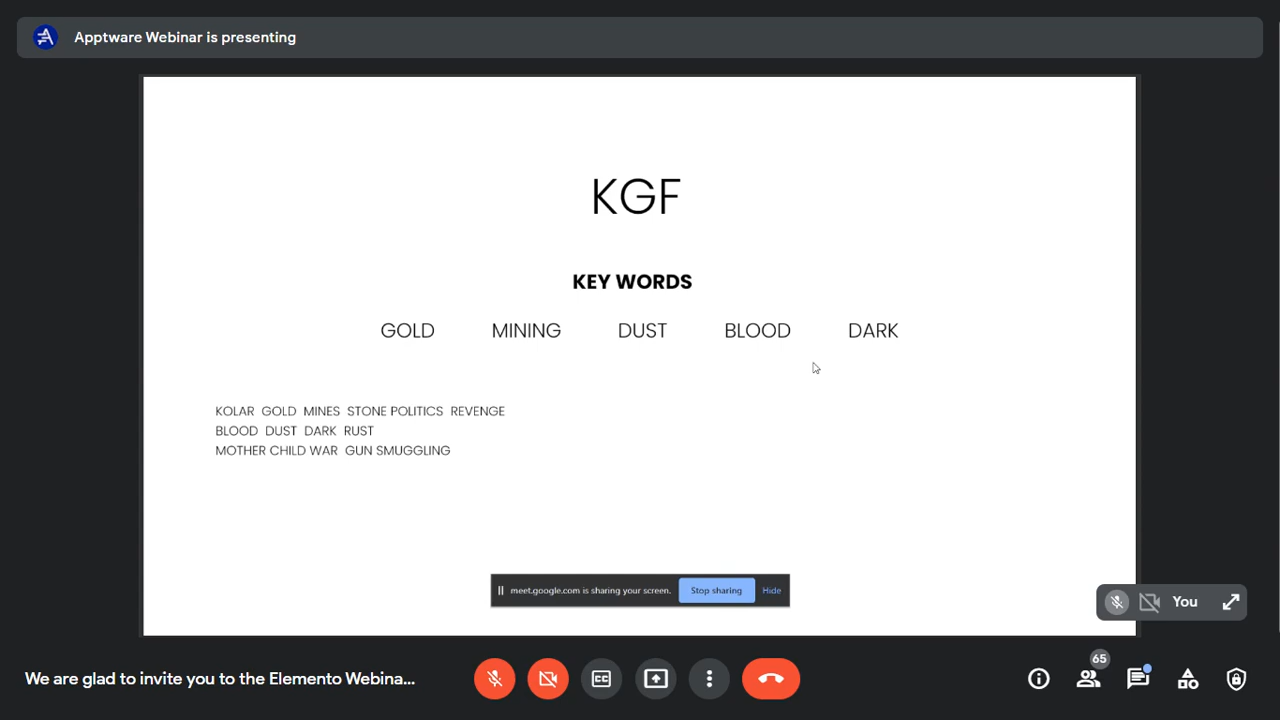 Apptware Webinar is presenting
KGF
KEY WORDS
GOLD MINING DUST BLOOD DARK
KOLAR GOLD MINES STONE POLITICS REVENGE
BLOOD DUST DARK RUST
MOTHER CHILD WAR GUN SMUGGLING
meet.google.com is sharing your screen. Stop sharing Hide
You
We are glad to invite you to the Elemento Webina...
CC
65